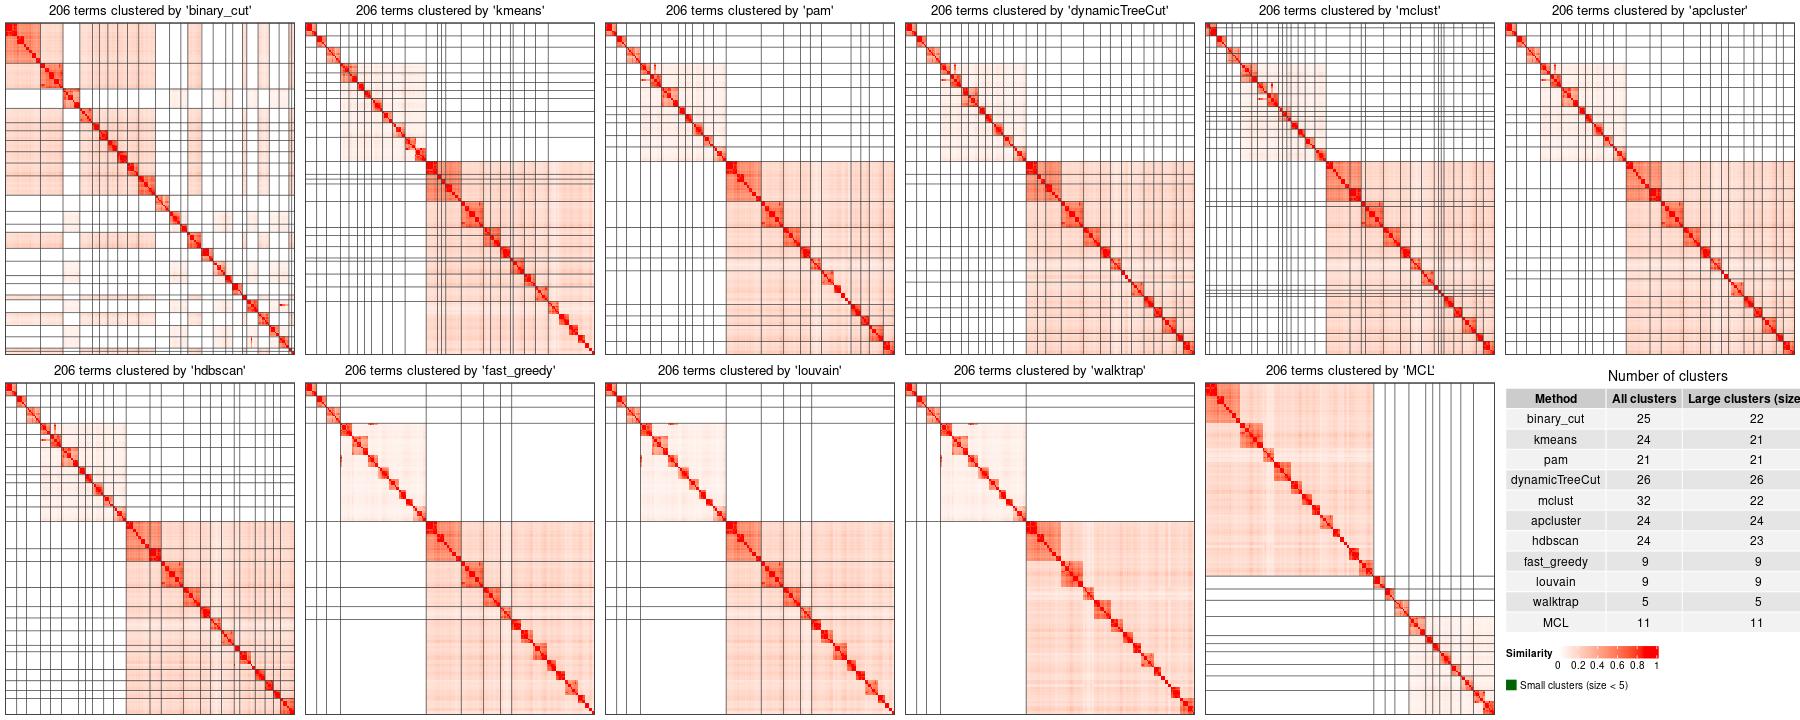 206 terms clustered by 'binary_cut'
206 terms clustered by 'kmeans'
206 terms clustered by 'pam'
206 terms clustered by 'dynamicTreeCut'
206 terms clustered by 'mclust'
206 terms clustered by 'apcluster'
206 terms clustered by 'hdbscan'
206 terms clustered by 'fast_greedy'
206 terms clustered by 'louvain'
206 terms clustered by 'walktrap'
206 terms clustered by 'MCL'
Number of clusters
Method All clusters Large clusters (size
binary_cut 25 22
kmeans 24 21
pam 21 21
dynamicTreeCut 26 26
mclust 32 22
apcluster 24 24
hdbscan 24 23
fast_greedy 9 9
louvain 9 9
walktrap 5 5
MCL 11 11
Similarity
0 0.2 0.4 0.6 0.8 1
Small clusters (size < 5)